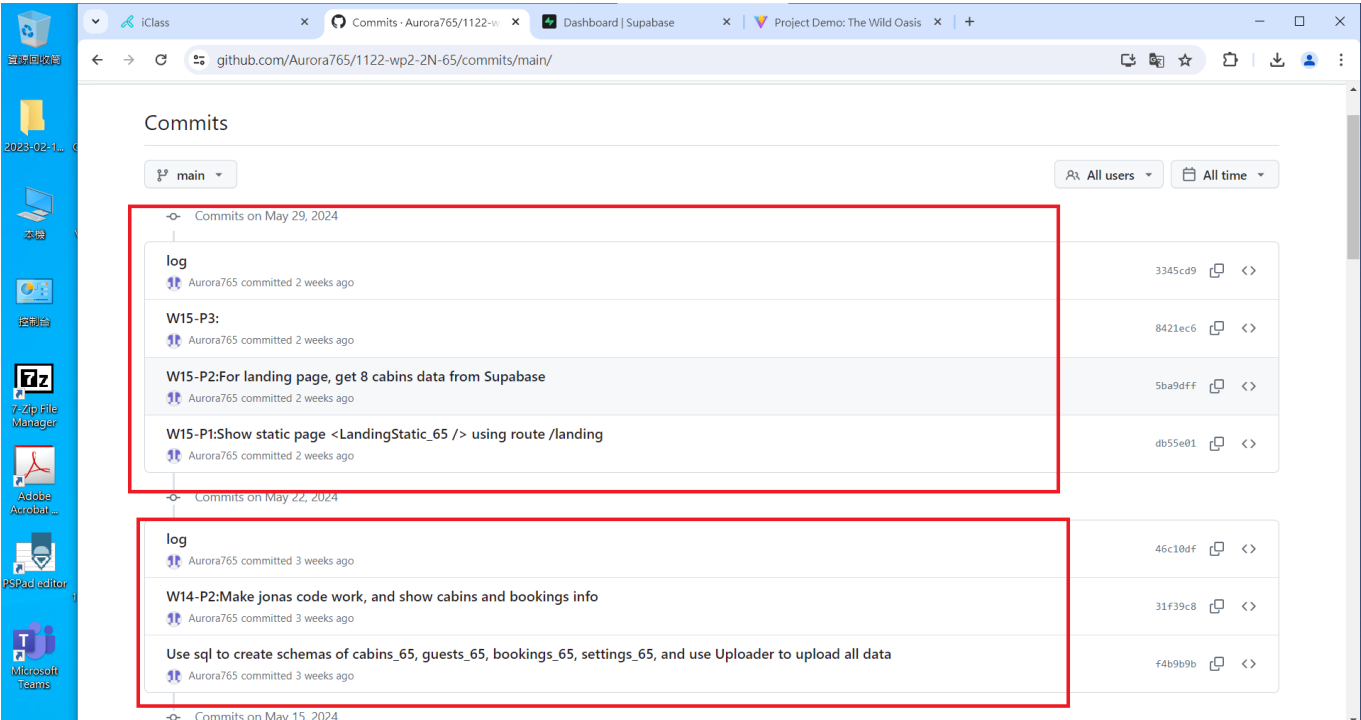 iClass
Commits · Aurora765/1122-w
Dashboard | Supabase
Project Demo: The Wild Oasis
github.com/Aurora765/1122-wp2-2N-65/commits/main/
資源回收筒
2023-02-1...
本機
控制台
7-Zip File
Manager
Adobe
Acrobat ...
PSPad editor
Microsoft
Teams
Commits
main
All users
All time
Commits on May 29, 2024
log
Aurora765 committed 2 weeks ago
3345cd9
W15-P3:
Aurora765 committed 2 weeks ago
8421ec6
W15-P2:For landing page, get 8 cabins data from Supabase
Aurora765 committed 2 weeks ago
5ba9dff
W15-P1:Show static page <LandingStatic_65 /> using route /landing
Aurora765 committed 2 weeks ago
db55e01
Commits on May 22, 2024
log
Aurora765 committed 3 weeks ago
46c10df
W14-P2:Make jonas code work, and show cabins and bookings info
Aurora765 committed 3 weeks ago
31f39c8
Use sql to create schemas of cabins_65, guests_65, bookings_65, settings_65, and use Uploader to upload all data
Aurora765 committed 3 weeks ago
f4b9b9b
Commits on May 15, 2024